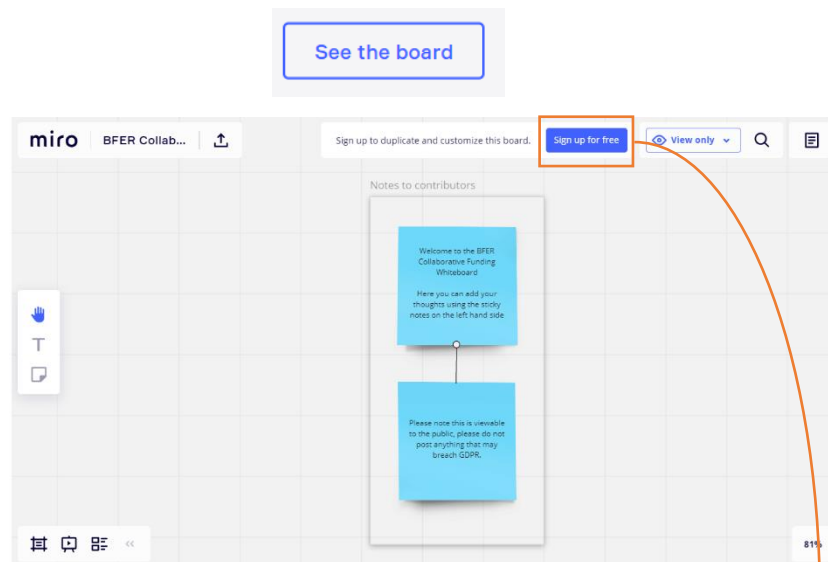 See the board
miro BFER Collab... Sign up to duplicate and customize this board. Sign up for free View only
Notes to contributors
Welcome to the BFER
Collaborative Funding
Whiteboard
Here you can add your
thoughts using the sticky
notes on the left hand side
T
Please note this is viewable
to the public, please do not
post anything that may
breach GDPR.
81%